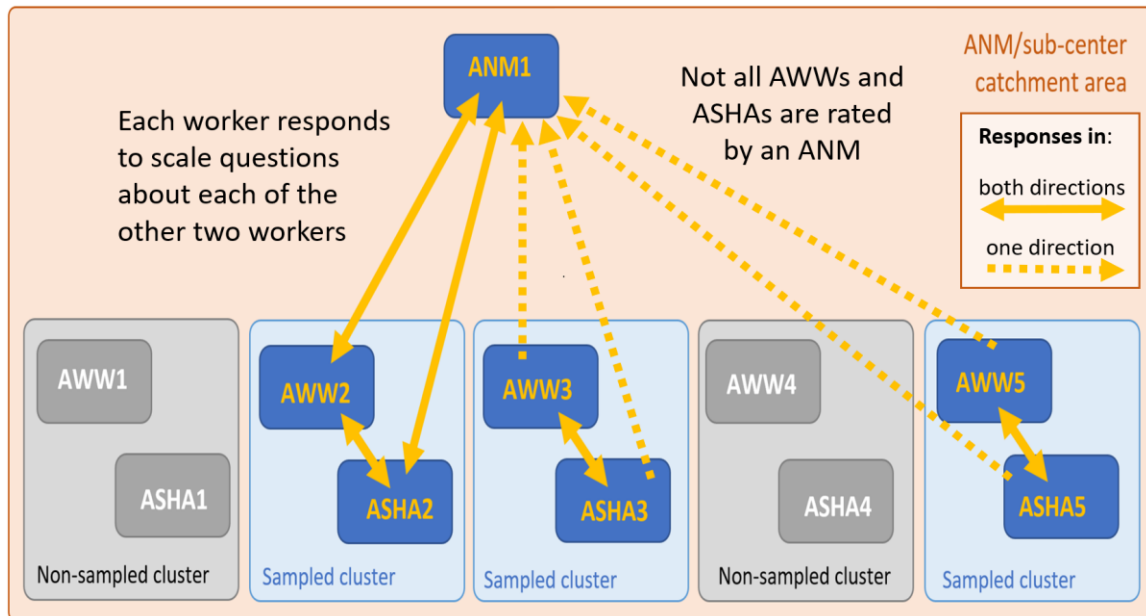 ANM1
Each worker responds
to scale questions
about each of the
other two workers
Not all AWWs and
ASHAs are rated
by an ANM
ANM/sub-center
catchment area
Responses in:
both directions
one direction
AWW1
ASHA1
Non-sampled cluster
AWW2
ASHA2
Sampled cluster
AWW3
ASHA3
Sampled cluster
AWW4
ASHA4
Non-sampled cluster
AWW5
ASHA5
Sampled cluster